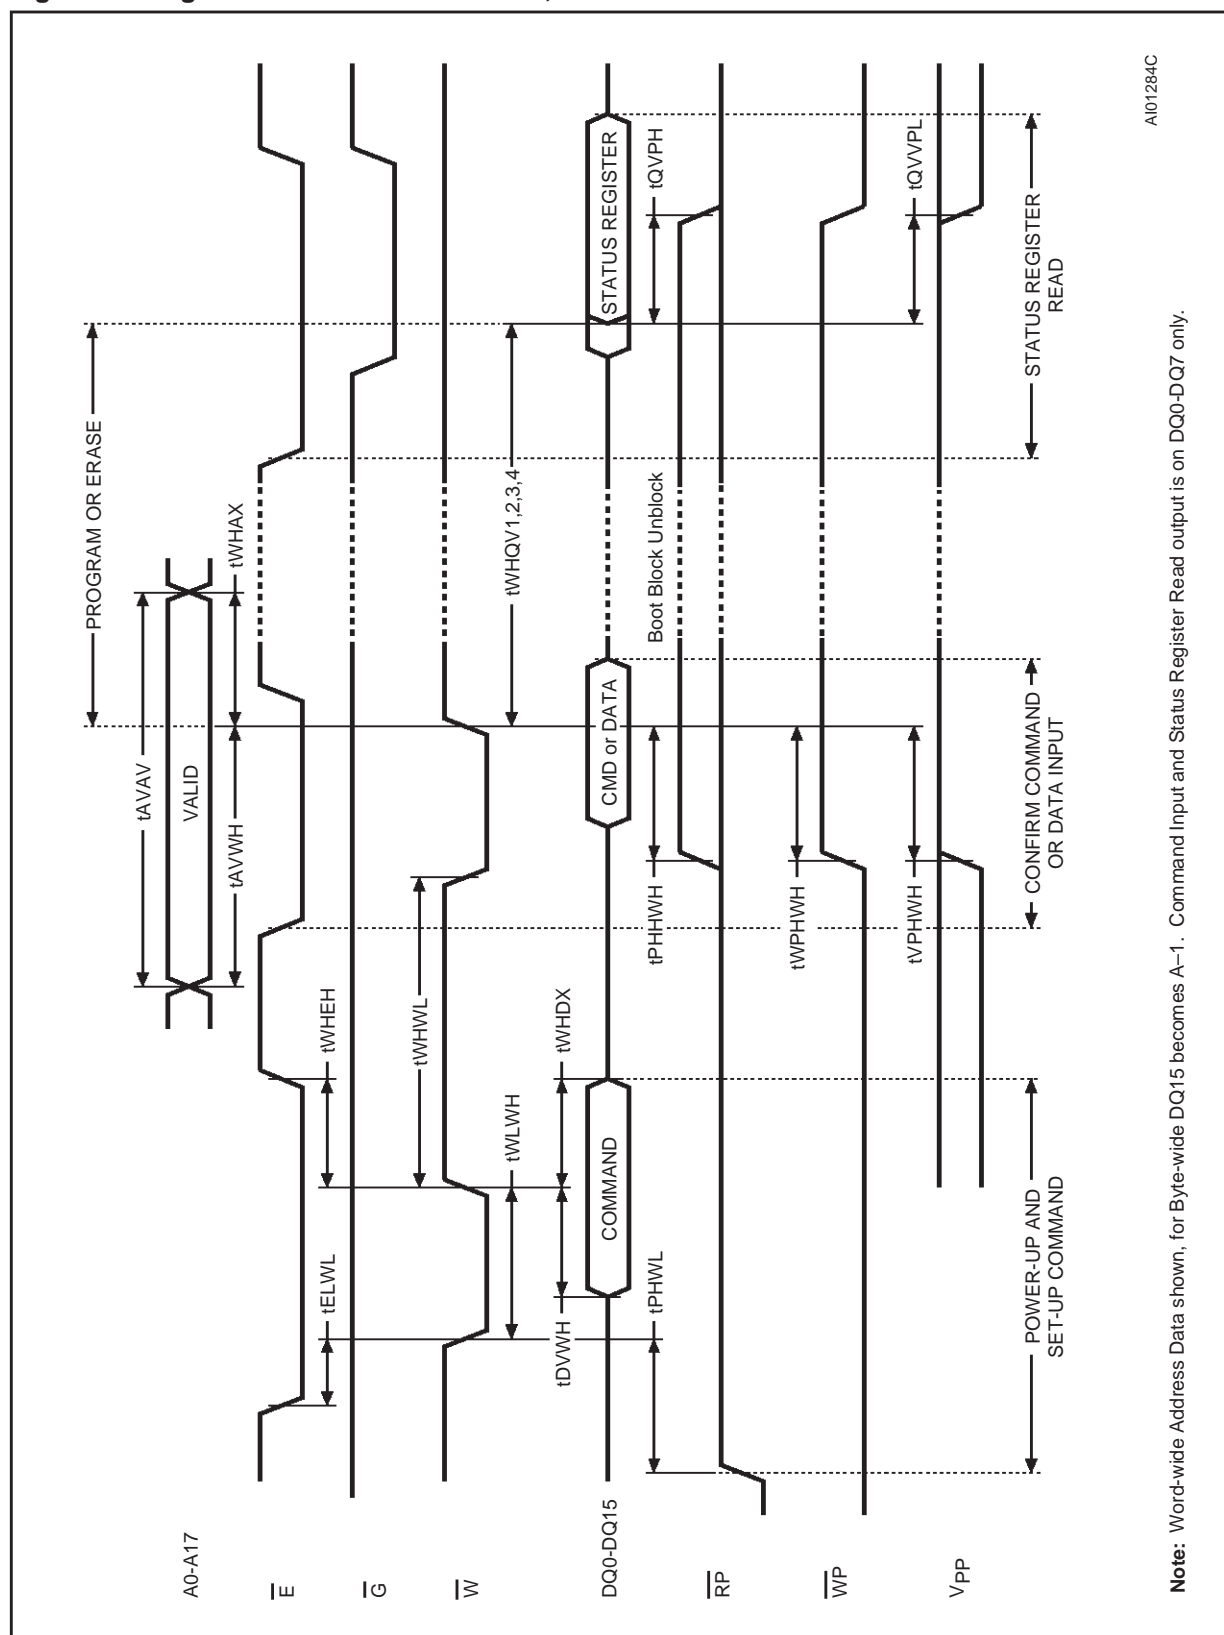 PROGRAM OR ERASE
tAVAV
A0-A17
VALID
tAVWH
tWHAX
E
tELWL
tWHEH
G
tWHWL
W
tWLWH
tWHQV1,2,3,4
tDVWH
tWHDX
DQ0-DQ15
COMMAND
CMD or DATA
STATUS REGISTER
tPHWL
tPHHWH
Boot Block Unblock
tQVPH
RP
tWPHWH
WP
tVPHWH
tQVVPL
VPP
POWER-UP AND
SET-UP COMMAND
CONFIRM COMMAND
OR DATA INPUT
STATUS REGISTER
READ
AI01284C
Note: Word-wide Address Data shown, for Byte-wide DQ15 becomes A–1. Command Input and Status Register Read output is on DQ0-DQ7 only.